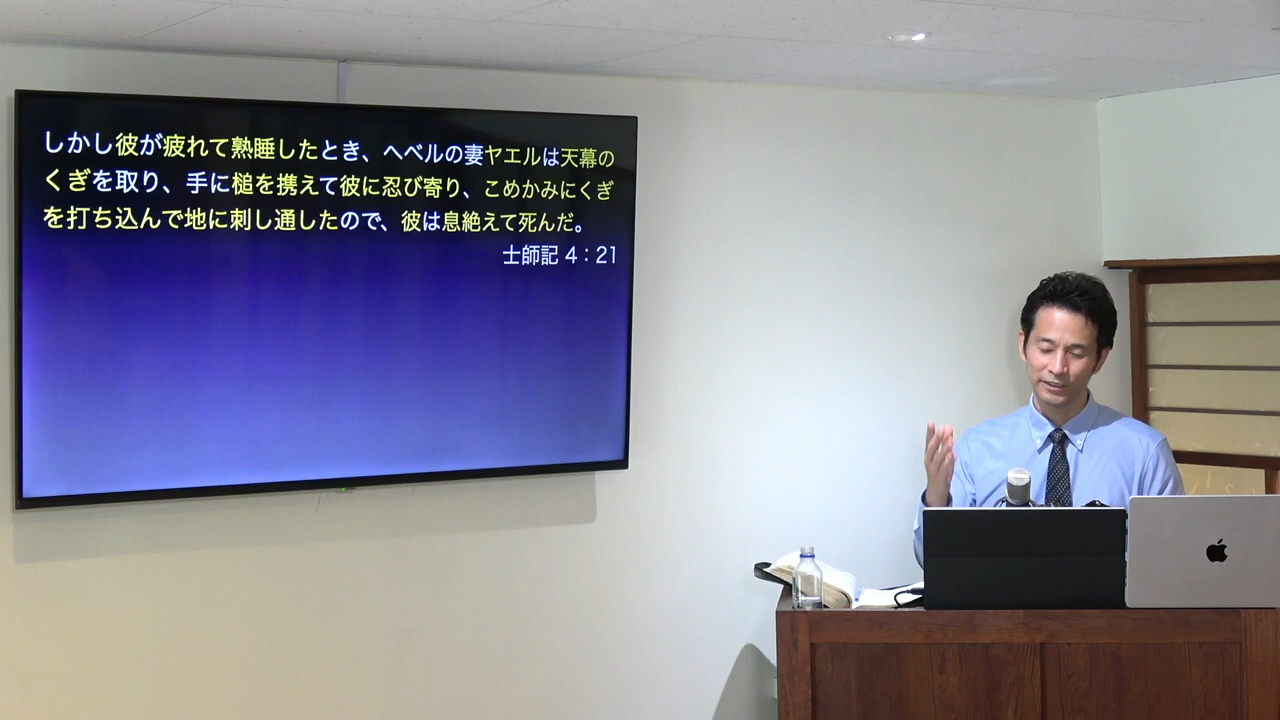 しかし彼が疲れて熟睡したとき、ヘベルの妻ヤエルは天幕の
くぎを取り、手に槌を携えて彼に忍び寄り、こめかみにくぎ
を打ち込んで地に刺し通したので、彼は息絶えて死んだ。
士師記 4：21